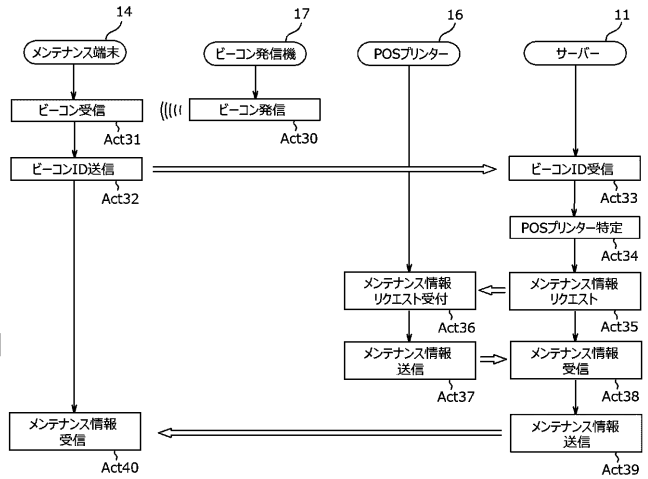 14
17
16
11
メンテナンス端末
ビーコン発信機
POSプリンター
サーバー
ビーコン受信
ビーコン発信
Act31
Act30
ビーコンID送信
ビーコンID受信
Act32
Act33
POSプリンター特定
Act34
メンテナンス情報
リクエスト受付
メンテナンス情報
リクエスト
Act36
Act35
メンテナンス情報
送信
メンテナンス情報
受信
Act37
Act38
メンテナンス情報
受信
メンテナンス情報
送信
Act40
Act39